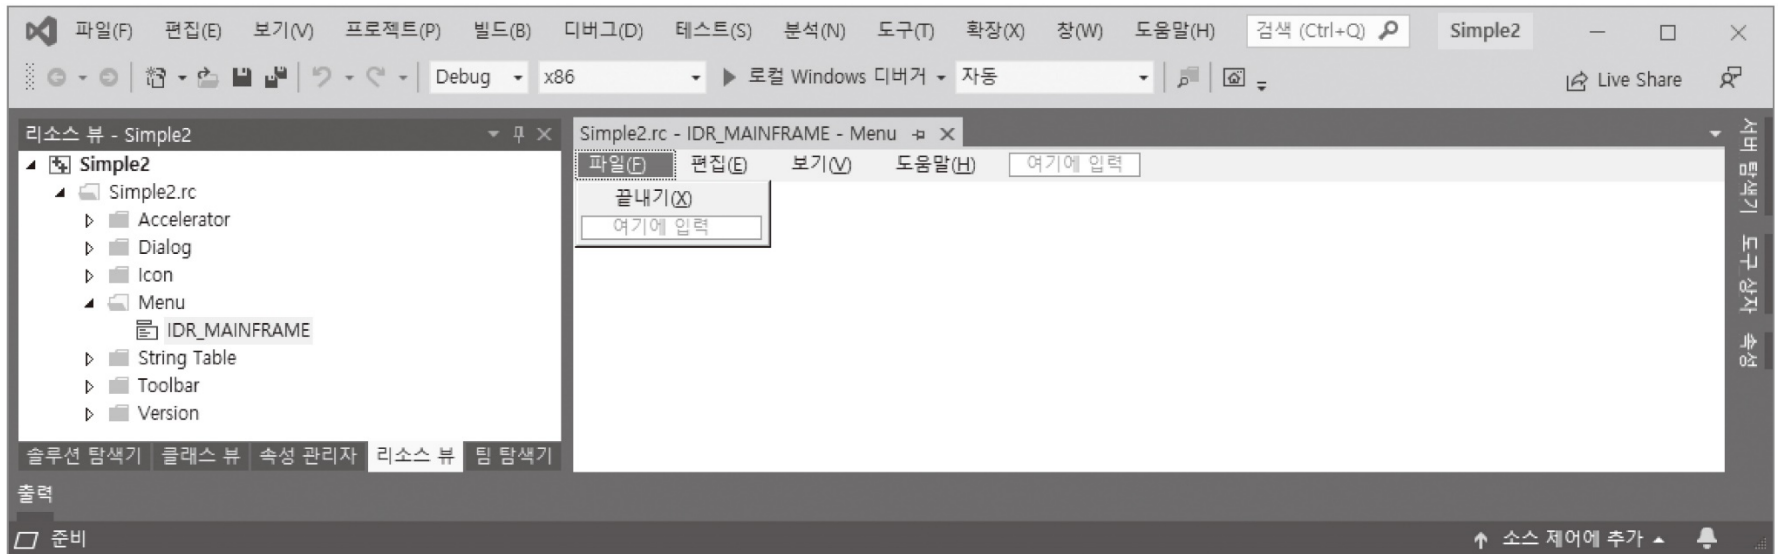 파일(F) 편집(E) 보기(V) 프로젝트(P) 빌드(B) 디버그(D) 테스트(S) 분석(N) 도구(T) 확장(X) 창(W) 도움말(H) 검색 (Ctrl+Q) Simple2
Debug x86 로컬 Windows 디버거 자동 Live Share
리소스 뷰 - Simple2
Simple2
Simple2.rc
Accelerator
Dialog
Icon
Menu
IDR_MAINFRAME
String Table
Toolbar
Version
솔루션 탐색기 클래스 뷰 속성 관리자 리소스 뷰 팀 탐색기
Simple2.rc - IDR_MAINFRAME - Menu
파일(F) 편집(E) 보기(V) 도움말(H) 여기에 입력
끝내기(X)
여기에 입력
서버 탐색기
도구 상자
속성
출력
준비 소스 제어에 추가